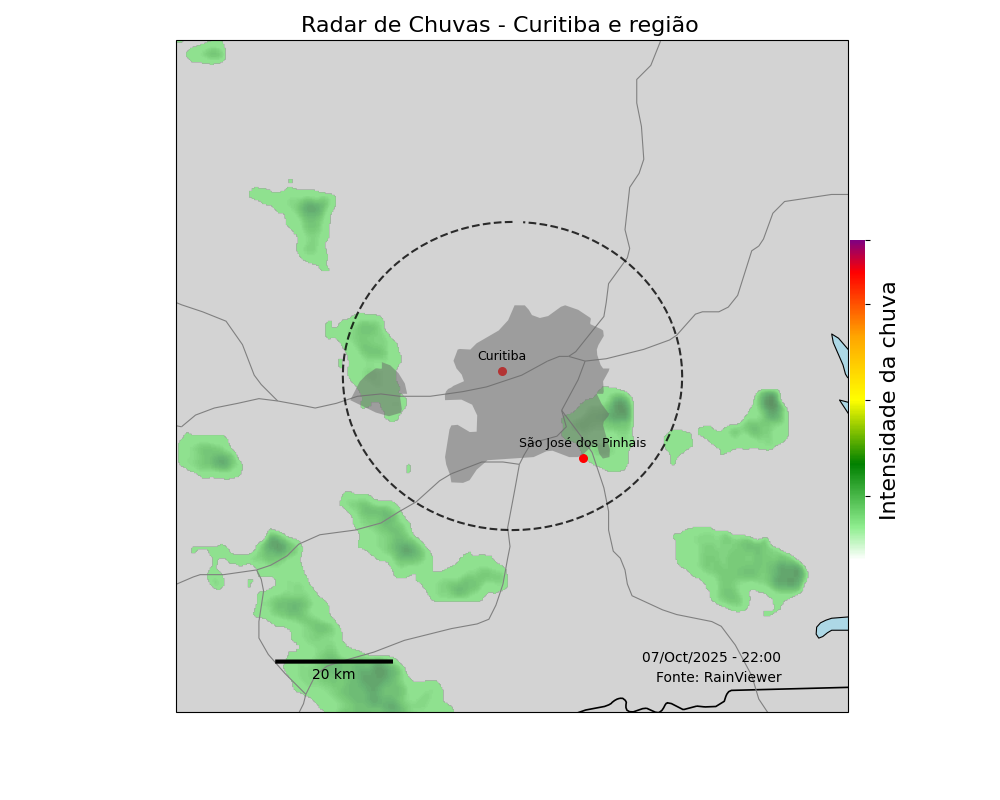 Radar de Chuvas - Curitiba e região
Curitiba
São José dos Pinhais
Intensidade da chuva
07/Oct/2025 - 22:00
Fonte: RainViewer
20 km